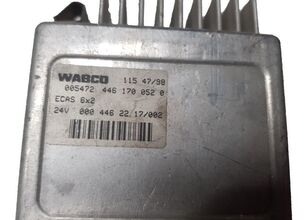 WABCO 115 47/98
005472 446 170 052 0
ECAS 6x2
24V 000 446 22 17/002